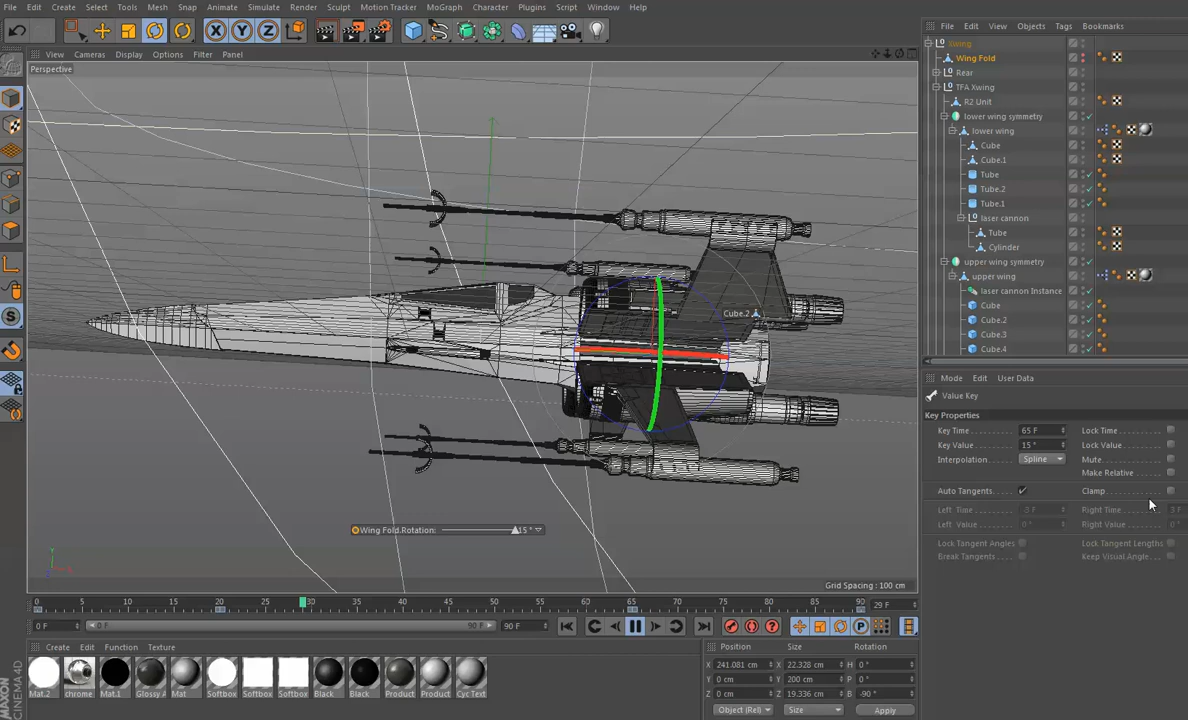 File Edit Create Select Tools Mesh Snap Animate Simulate Render Sculpt Motion Tracker MoGraph Character Plugins Script Window Help
File Edit View Objects Tags Bookmarks
View Cameras Display Options Filter Panel
Perspective
Xwing
Wing Fold
Rear
TFA Xwing
R2 Unit
lower wing symmetry
lower wing
Cube
Cube.1
Tube
Tube.2
Tube.1
laser cannon
Tube
Cylinder
upper wing symmetry
upper wing
laser cannon Instance
Cube
Cube.2
Cube.3
Cube.4
Cube.2
Wing Fold.Rotation: 15 °
Grid Spacing : 100 cm
Mode Edit User Data
Value Key
Key Properties
Key Time 65 F Lock Time
Key Value 15 ° Lock Value
Interpolation Spline Mute
Make Relative
Auto Tangents Clamp
Left Time -3 F Right Time 3 F
Left Value 0 ° Right Value 0 °
Lock Tangent Angles Lock Tangent Lengths
Break Tangents Keep Visual Angle
0 5 10 15 20 25 30 35 40 45 50 55 60 65 70 75 80 85 90 29 F
0 F 0 F 90 F 90 F
Create Edit Function Texture
Mat.2 chrome Mat.1 Glossy Mat Softbox Softbox Softbox Black Black Product Product Cyc Text
Position Size Rotation
X 241.081 cm X 22.328 cm H 0 °
Y 0 cm Y 200 cm P 0 °
Z 0 cm Z 19.336 cm B -90 °
Object (Rel) Size Apply
MAXON
CINEMA4D